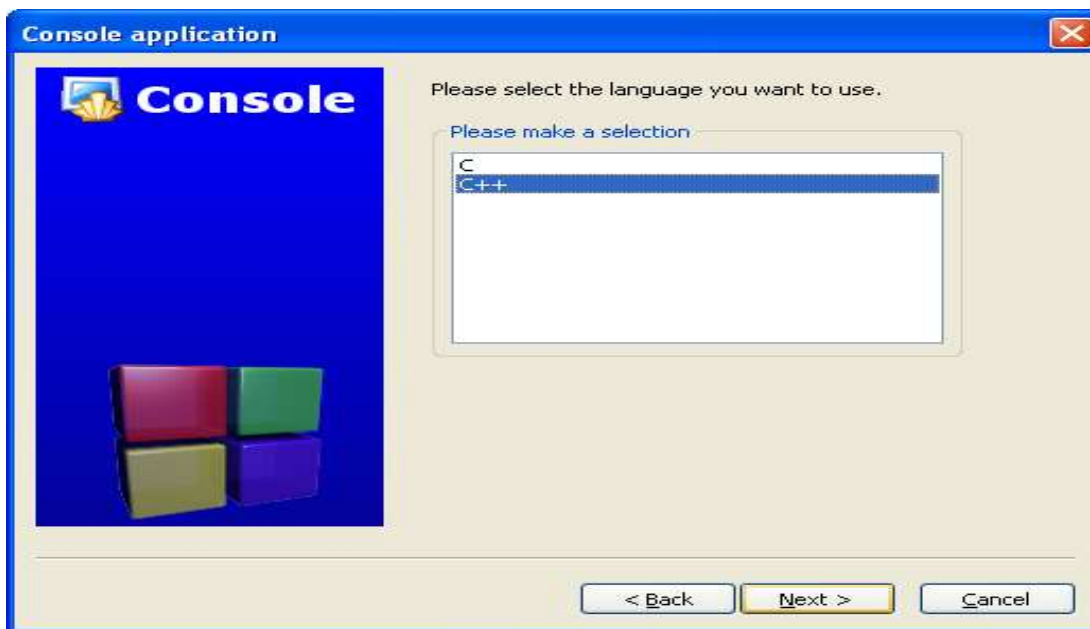 Console application
Console
Please select the language you want to use.
Please make a selection
C
C++
< Back
Next >
Cancel